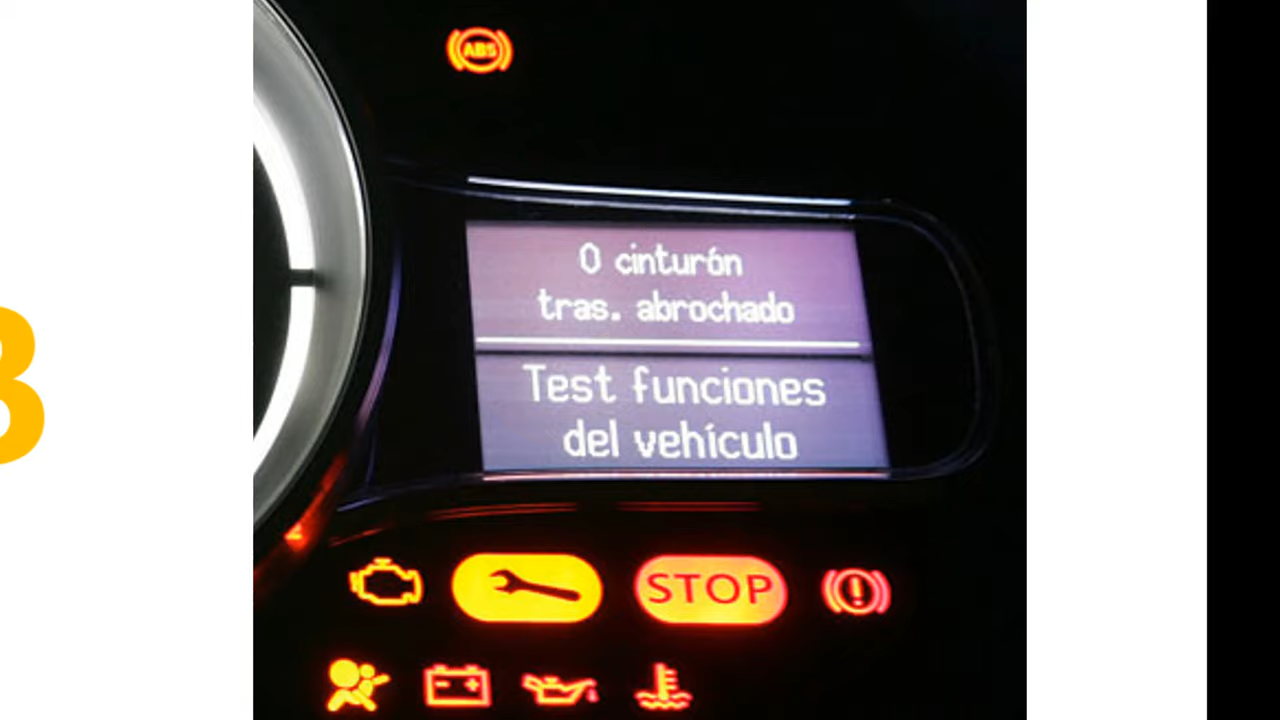 ABS
0 cinturón
tras. abrochado
Test funciones
del vehículo
STOP